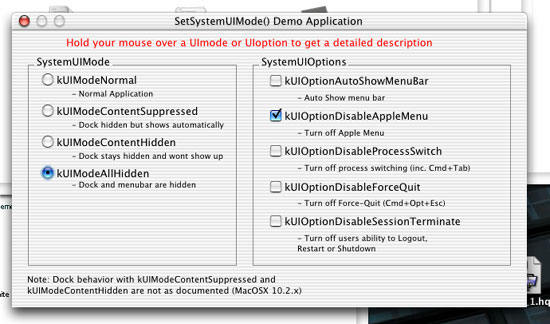 SetSystemUIMode() Demo Application
Hold your mouse over a UImode or UIoption to get a detailed description
SystemUIMode
kUIModeNormal
- Normal Application
kUIModeContentSuppressed
- Dock hidden but shows automatically
kUIModeContentHidden
- Dock stays hidden and wont show up
kUIModeAllHidden
- Dock and menubar are hidden
SystemUIOptions
kUIOptionAutoShowMenuBar
- Auto Show menu bar
kUIOptionDisableAppleMenu
- Turn off Apple Menu
kUIOptionDisableProcessSwitch
- Turn off process switching (inc. Cmd+Tab)
kUIOptionDisableForceQuit
- Turn off Force-Quit (Cmd+Opt+Esc)
kUIOptionDisableSessionTerminate
- Turn off users ability to Logout,
Restart or Shutdown
Note: Dock behavior with kUIModeContentSuppressed and
kUIModeContentHidden are not as documented (MacOSX 10.2.x)
1.hq